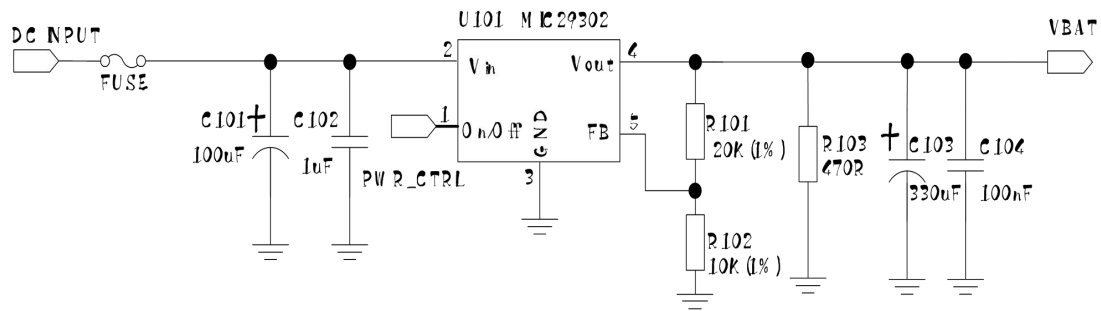 U101 MIC29302
DC INPUT
VBAT
FUSE
2
Vin
Vout
4
C101
+
100uF
C102
1uF
1
On/Off
PWR_CTRL
GND
3
FB
5
R101
20K(1%)
R102
10K(1%)
R103
470R
+
C103
330uF
C104
100nF